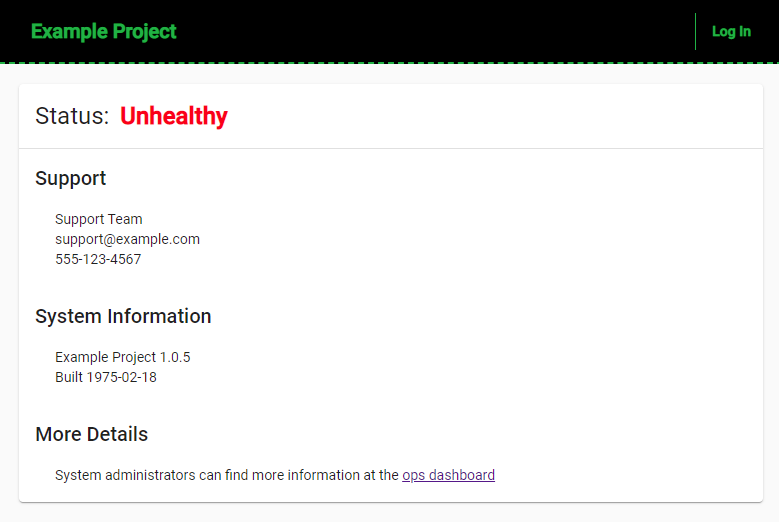 Example Project
Log In
Status: Unhealthy
Support
Support Team
support@example.com
555-123-4567
System Information
Example Project 1.0.5
Built 1975-02-18
More Details
System administrators can find more information at the ops dashboard